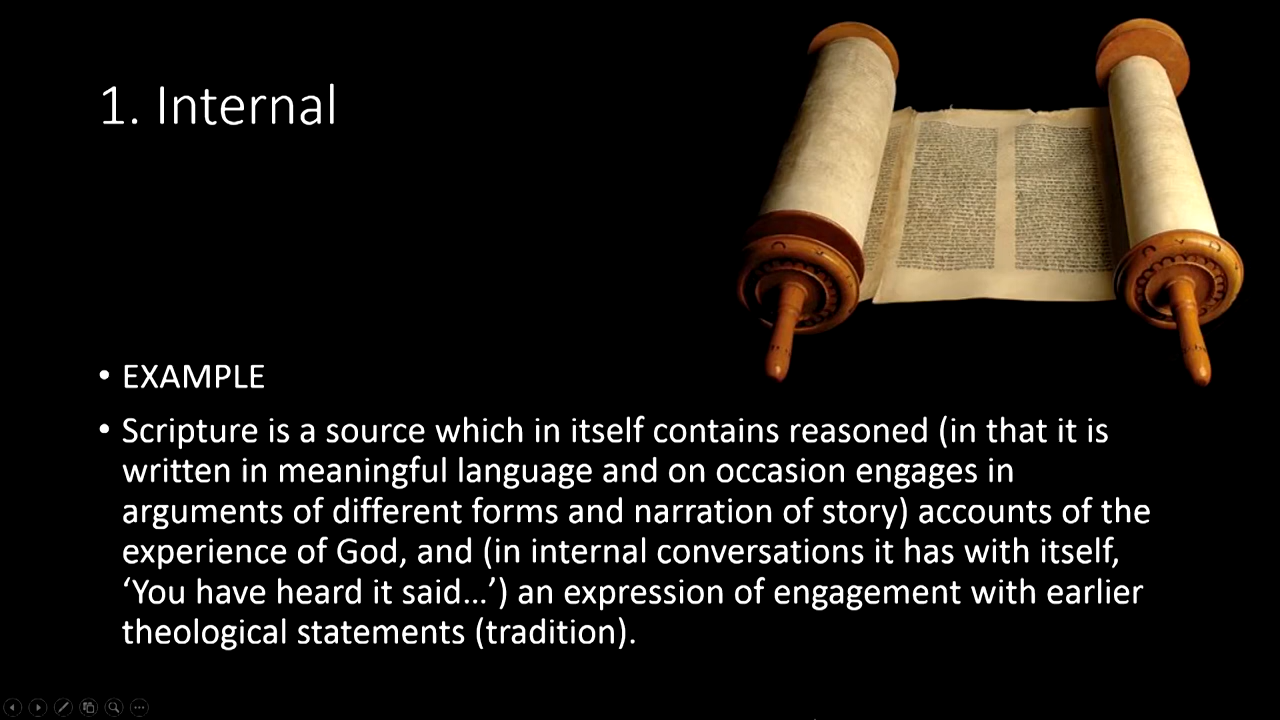 1. Internal
• EXAMPLE
• Scripture is a source which in itself contains reasoned (in that it is
written in meaningful language and on occasion engages in
arguments of different forms and narration of story) accounts of the
experience of God, and (in internal conversations it has with itself,
‘You have heard it said…’) an expression of engagement with earlier
theological statements (tradition).